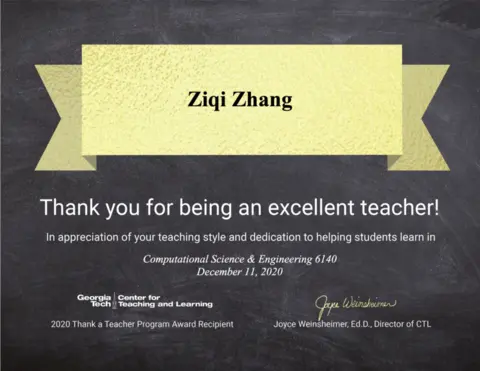 Ziqi Zhang
Thank you for being an excellent teacher!
In appreciation of your teaching style and dedication to helping students learn in
Computational Science & Engineering 6140
December 11, 2020
Georgia Tech Center for Teaching and Learning
Joyce Weinsheimer
2020 Thank a Teacher Program Award Recipient
Joyce Weinsheimer, Ed.D., Director of CTL